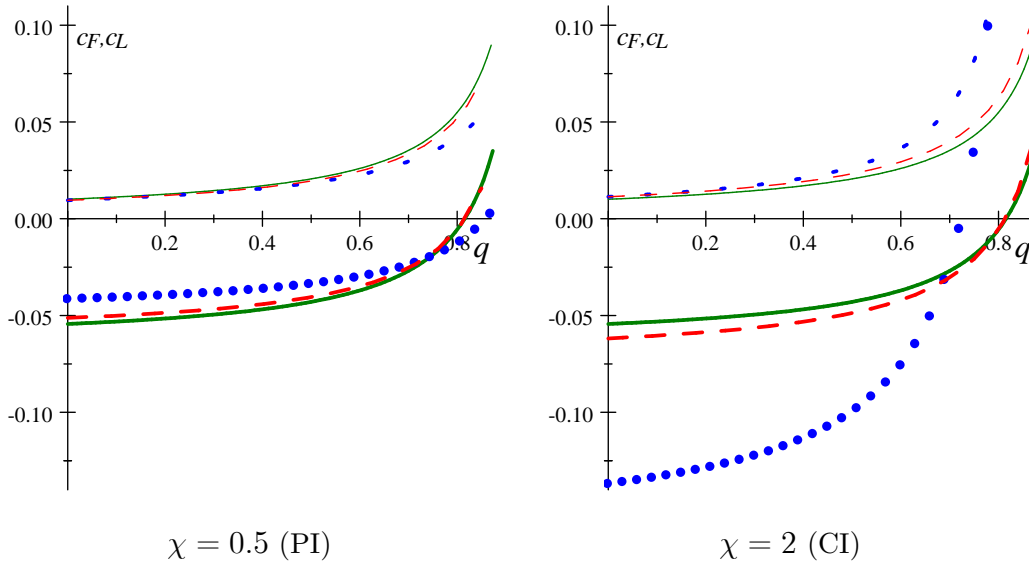 0.10 0.10
c_F,c_L c_F,c_L
0.05 0.05
0.00 0.00
0.2 0.4 0.6 0.8 q 0.2 0.4 0.6 0.8 q
-0.05 -0.05
-0.10 -0.10
χ = 0.5 (PI) χ = 2 (CI)